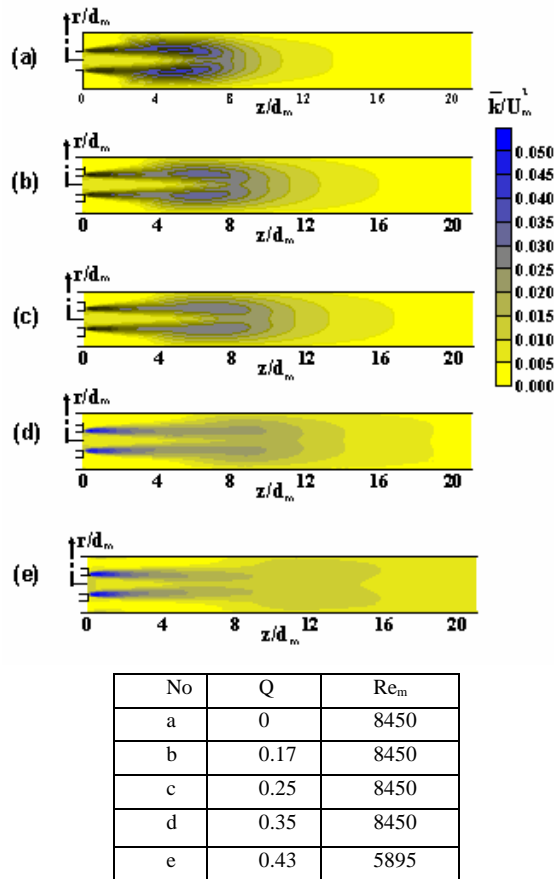 r/dₘ
(a)
0 4 8 12 16 20
z/dₘ
r/dₘ
(b)
0 4 8 12 16 20
z/dₘ
r/dₘ
(c)
0 4 8 12 16 20
z/dₘ
r/dₘ
(d)
0 4 8 12 16 20
z/dₘ
r/dₘ
(e)
0 4 8 12 16 20
z/dₘ
k̅/Uₘ²
0.050
0.045
0.040
0.035
0.030
0.025
0.020
0.015
0.010
0.005
0.000
No Q Reₘ
a 0 8450
b 0.17 8450
c 0.25 8450
d 0.35 8450
e 0.43 5895